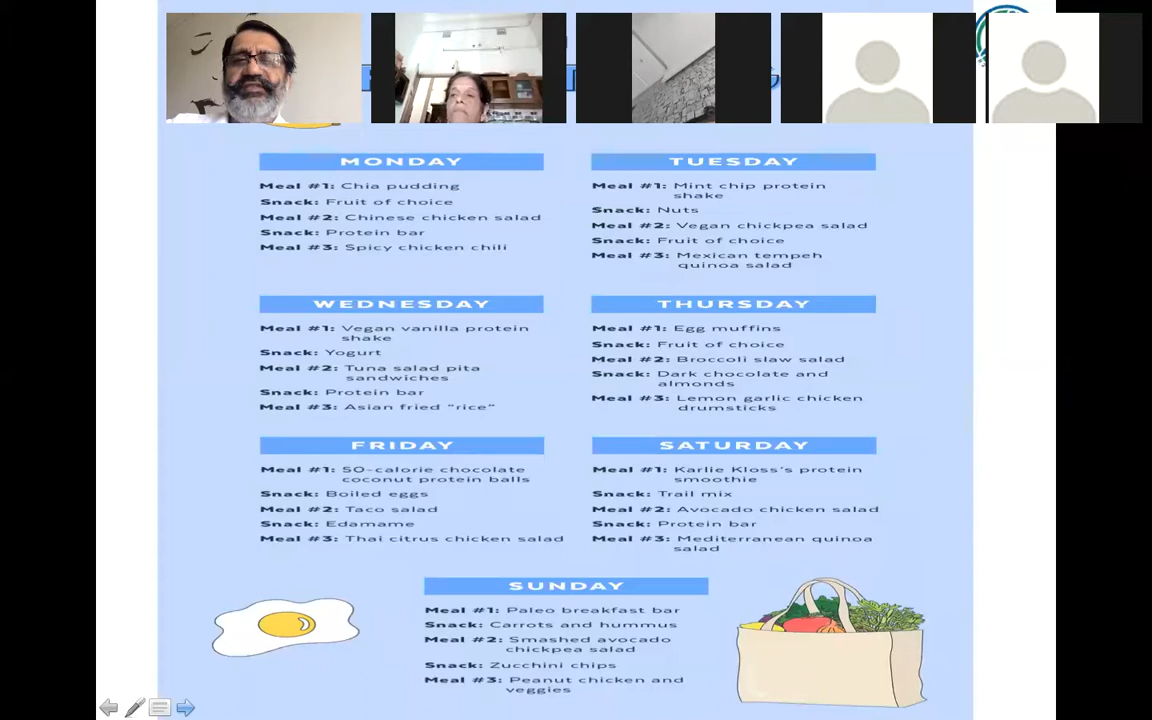 MONDAY
Meal #1: Chia pudding
Snack: Fruit of choice
Meal #2: Chinese chicken salad
Snack: Protein bar
Meal #3: Spicy chicken chili
TUESDAY
Meal #1: Mint chip protein
shake
Snack: Nuts
Meal #2: Vegan chickpea salad
Snack: Fruit of choice
Meal #3: Mexican tempeh
quinoa salad
WEDNESDAY
Meal #1: Vegan vanilla protein
shake
Snack: Yogurt
Meal #2: Tuna salad pita
sandwiches
Snack: Protein bar
Meal #3: Asian fried "rice"
THURSDAY
Meal #1: Egg muffins
Snack: Fruit of choice
Meal #2: Broccoli slaw salad
Snack: Dark chocolate and
almonds
Meal #3: Lemon garlic chicken
drumsticks
FRIDAY
Meal #1: 50-calorie chocolate
coconut protein balls
Snack: Boiled eggs
Meal #2: Taco salad
Snack: Edamame
Meal #3: Thai citrus chicken salad
SATURDAY
Meal #1: Karlie Kloss's protein
smoothie
Snack: Trail mix
Meal #2: Avocado chicken salad
Snack: Protein bar
Meal #3: Mediterranean quinoa
salad
SUNDAY
Meal #1: Paleo breakfast bar
Snack: Carrots and hummus
Meal #2: Smashed avocado
chickpea salad
Snack: Zucchini chips
Meal #3: Peanut chicken and
veggies